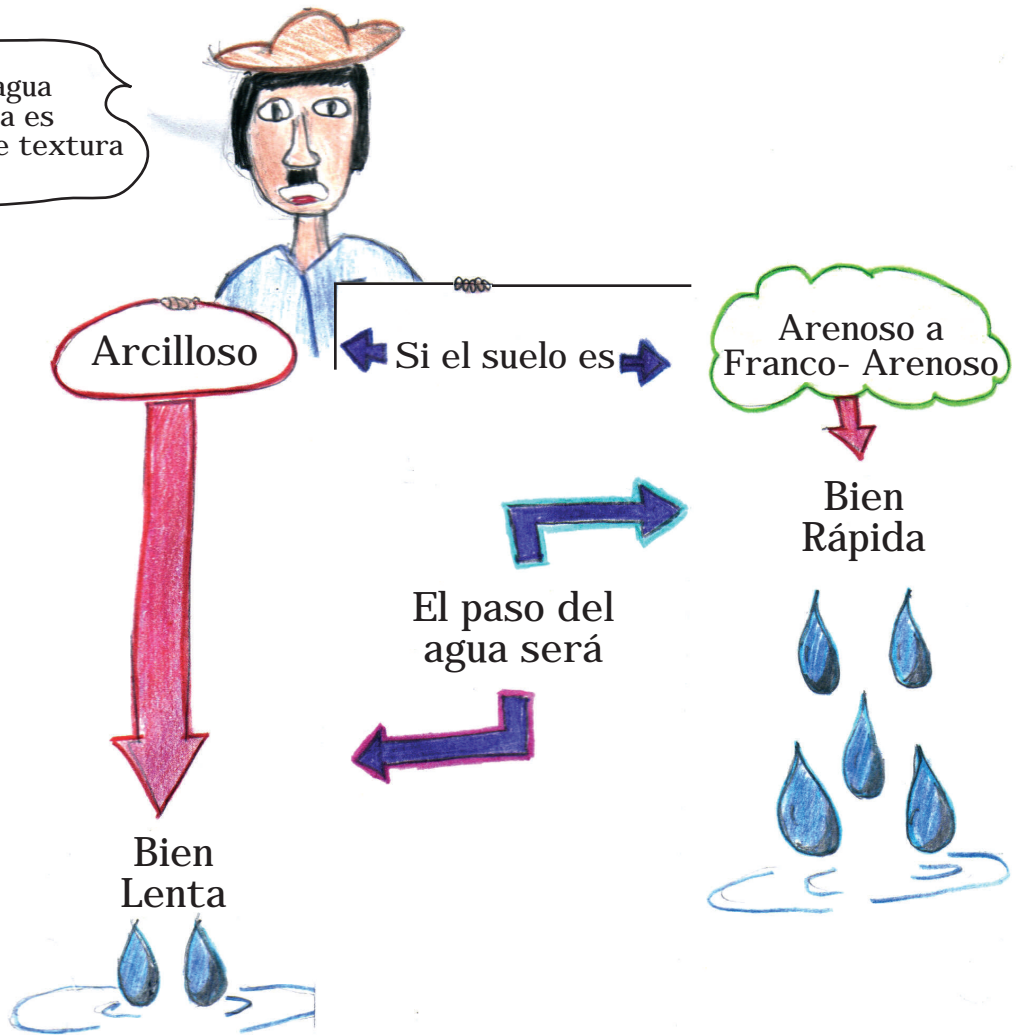 agua
a es
e textura
Arcilloso
Si el suelo es
Arenoso a
Franco- Arenoso
Bien
Rápida
El paso del
agua será
Bien
Lenta